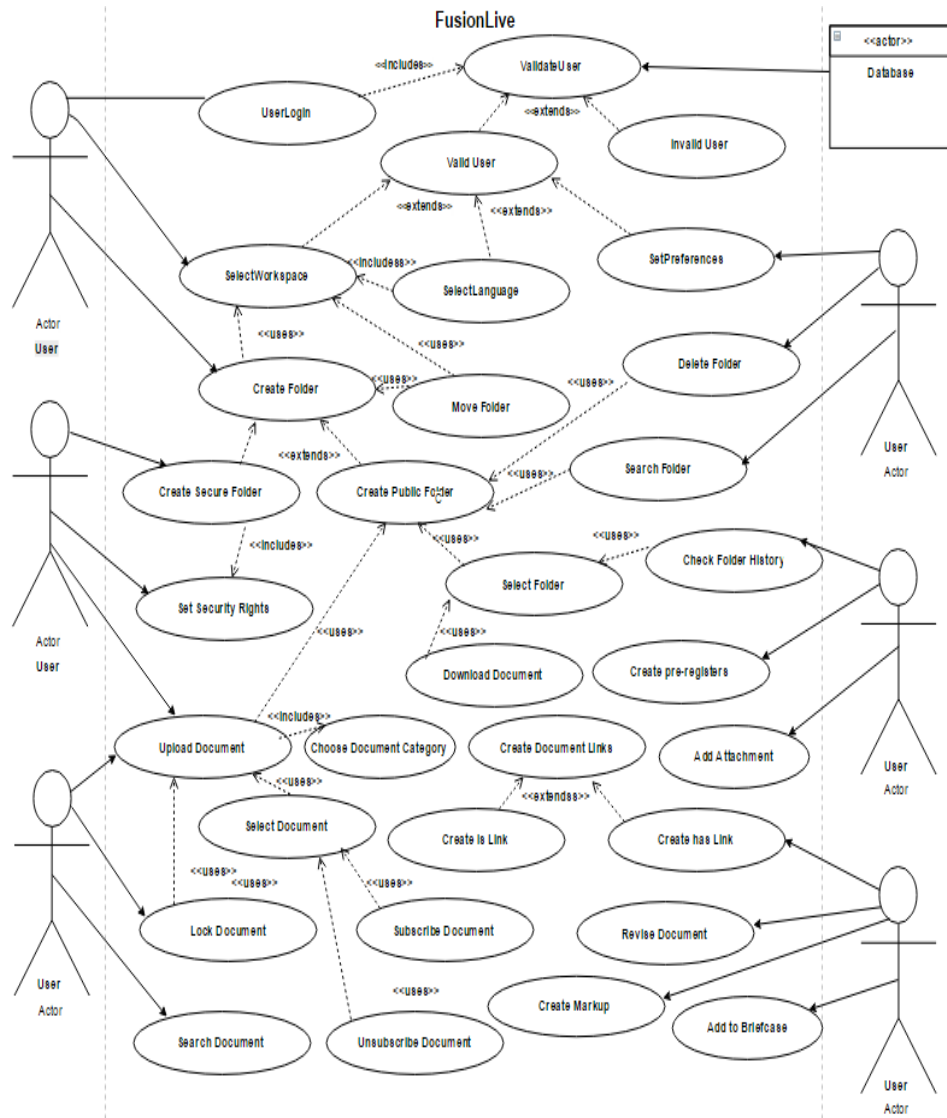 FusionLive
<<actor>>
Database
<<includes>>
ValidateUser
UserLogin
<<extends>>
Invalid User
Valid User
<<extends>>
<<extends>>
SelectWorkspace
<<includess>>
SelectLanguage
SetPreferences
Actor
User
<<uses>>
<<uses>>
Create Folder
<<uses>>
Move Folder
Delete Folder
<<uses>>
User
Actor
<<extends>>
Create Secure Folder
Create Public Folder
<<uses>>
Search Folder
<<includes>>
<<uses>>
<<uses>>
Check Folder History
Select Folder
Set Security Rights
Actor
User
<<uses>>
<<uses>>
Download Document
Create pre-registers
<<includes>>
Upload Document
Choose Document Category
Create Document Links
Add Attachment
User
Actor
<<uses>>
<<extendss>>
Select Document
Create is Link
Create has Link
<<uses>>
<<uses>>
<<uses>>
Lock Document
Subscribe Document
Revise Document
User
Actor
<<uses>>
Create Markup
Search Document
Unsubscribe Document
Add to Briefcase
User
Actor